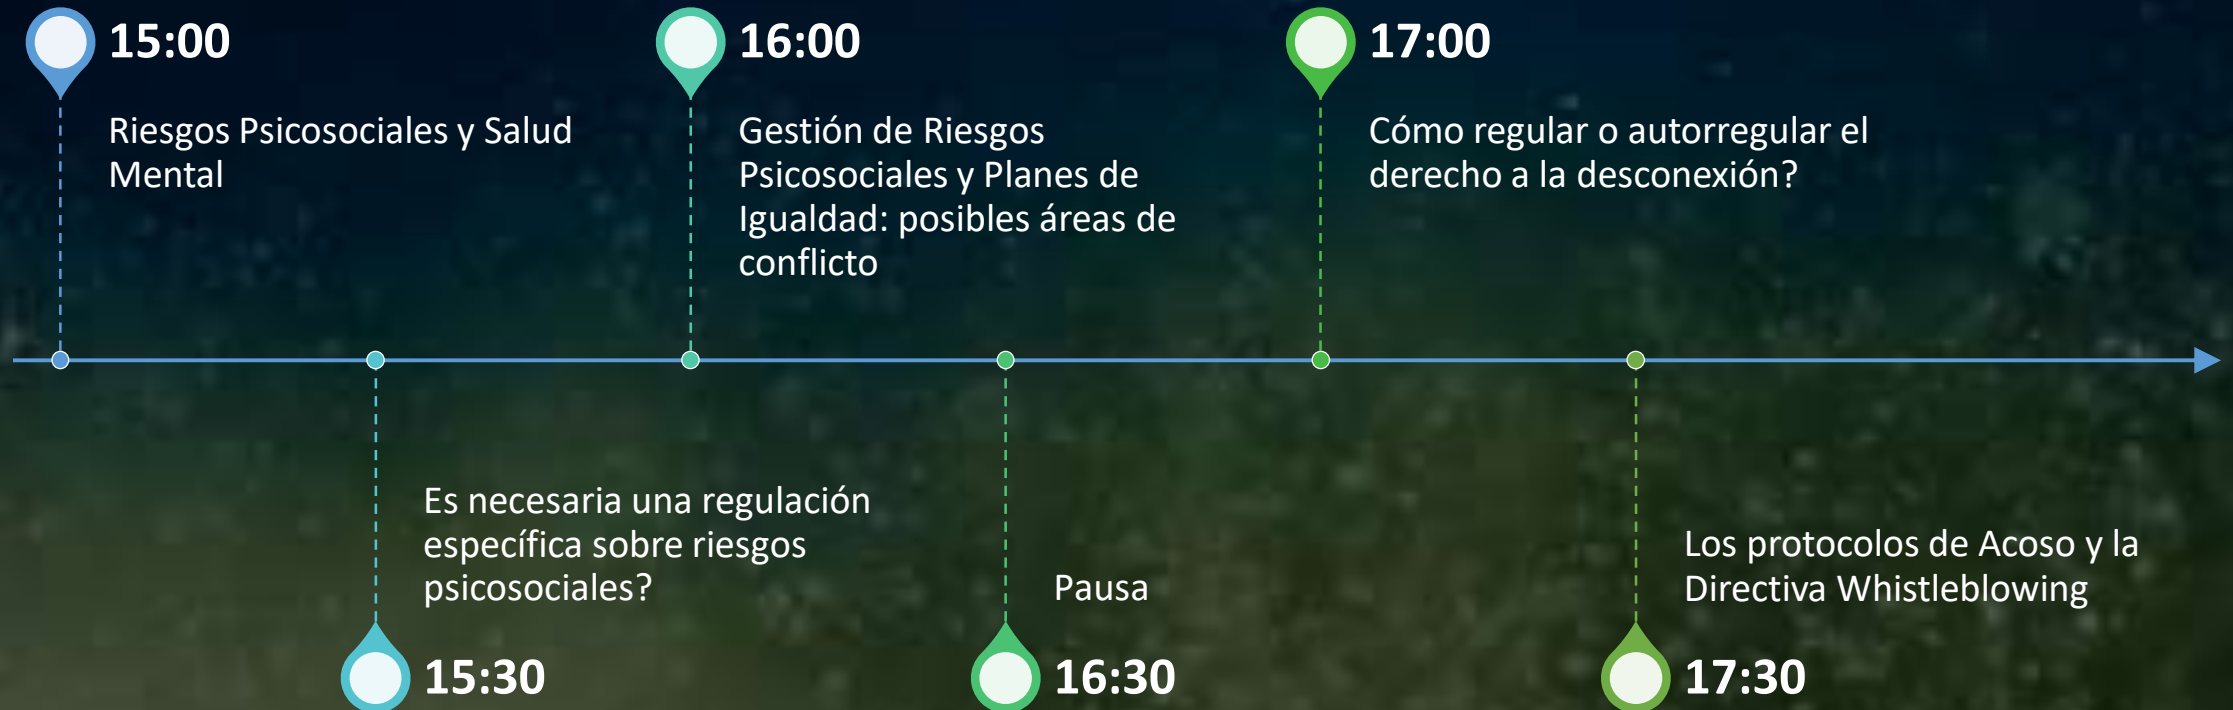 15:00
Riesgos Psicosociales y Salud
Mental
Es necesaria una regulación
específica sobre riesgos
psicosociales?
15:30
16:00
Gestión de Riesgos
Psicosociales y Planes de
Igualdad: posibles áreas de
conflicto
Pausa
16:30
17:00
Cómo regular o autorregular el
derecho a la desconexión?
Los protocolos de Acoso y la
Directiva Whistleblowing
17:30